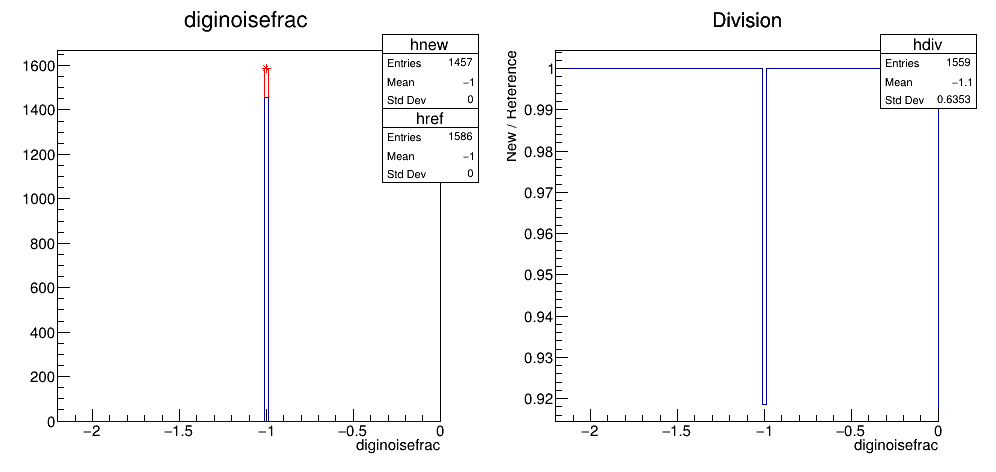 diginoisefrac
hnew
Entries 1457
Mean −1
Std Dev 0
href
Entries 1586
Mean −1
Std Dev 0
1600
1400
1200
1000
800
600
400
200
0
−2 −1.5 −1 −0.5 0
diginoisefrac
Division
hdiv
Entries 1559
Mean −1.1
Std Dev 0.6353
New / Reference
1
0.99
0.98
0.97
0.96
0.95
0.94
0.93
0.92
−2 −1.5 −1 −0.5 0
diginoisefrac